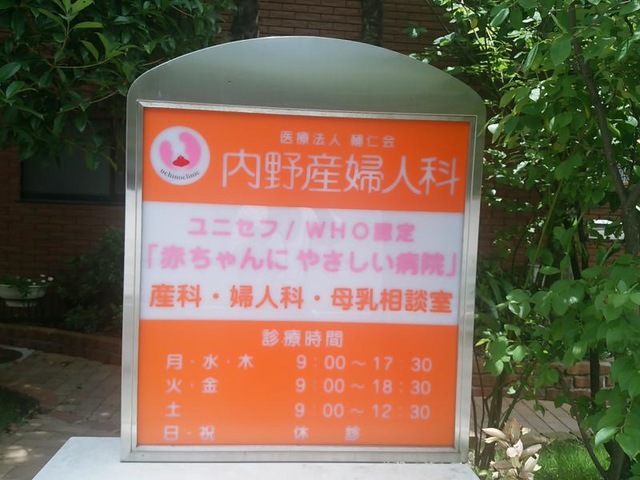 医療法人 輔仁会
内野産婦人科
uchinoclinic
ユニセフ/WHO認定
「赤ちゃんに やさしい病院」
産科・婦人科・母乳相談室
診療時間
月・水・木 9:00~17:30
火・金 9:00~18:30
土 9:00~12:30
日・祝 休 診